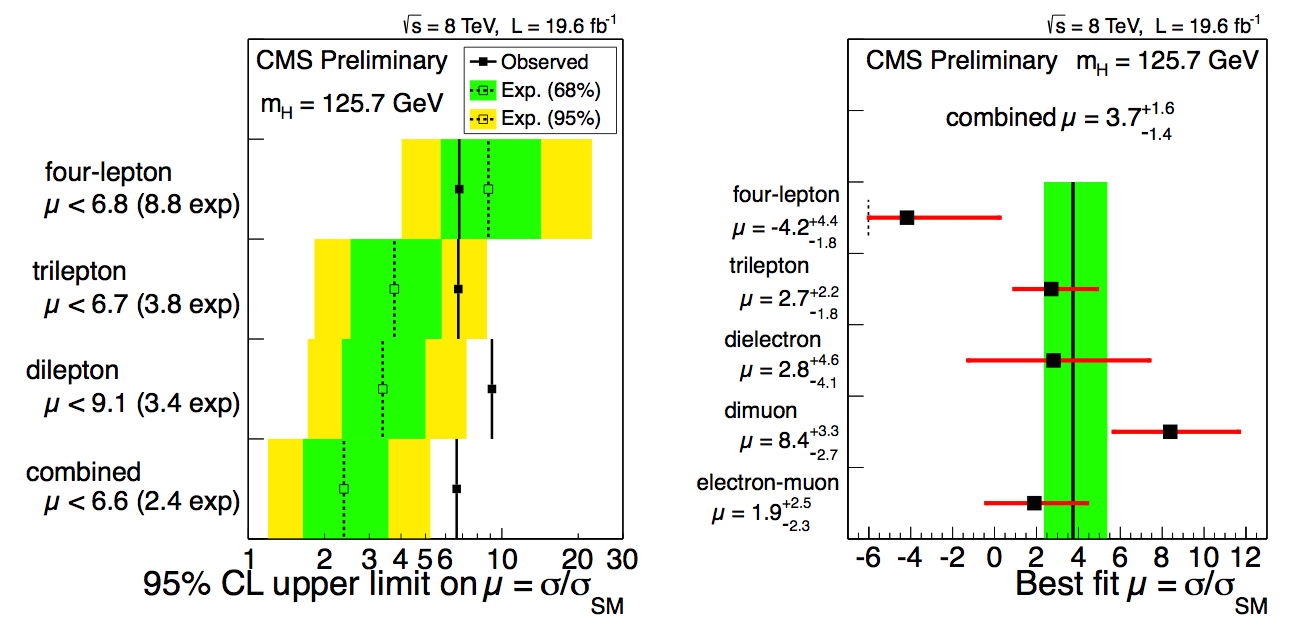 √s = 8 TeV, L = 19.6 fb-1
CMS Preliminary
mH = 125.7 GeV
Observed
Exp. (68%)
Exp. (95%)
four-lepton
μ < 6.8 (8.8 exp)
trilepton
μ < 6.7 (3.8 exp)
dilepton
μ < 9.1 (3.4 exp)
combined
μ < 6.6 (2.4 exp)
1 2 3 4 5 6 10 20 30
95% CL upper limit on μ = σ/σSM
√s = 8 TeV, L = 19.6 fb-1
CMS Preliminary mH = 125.7 GeV
combined μ = 3.7+1.6-1.4
four-lepton
μ = -4.2+4.4-1.8
trilepton
μ = 2.7+2.2-1.8
dielectron
μ = 2.8+4.6-4.1
dimuon
μ = 8.4+3.3-2.7
electron-muon
μ = 1.9+2.5-2.3
-6 -4 -2 0 2 4 6 8 10 12
Best fit μ = σ/σSM